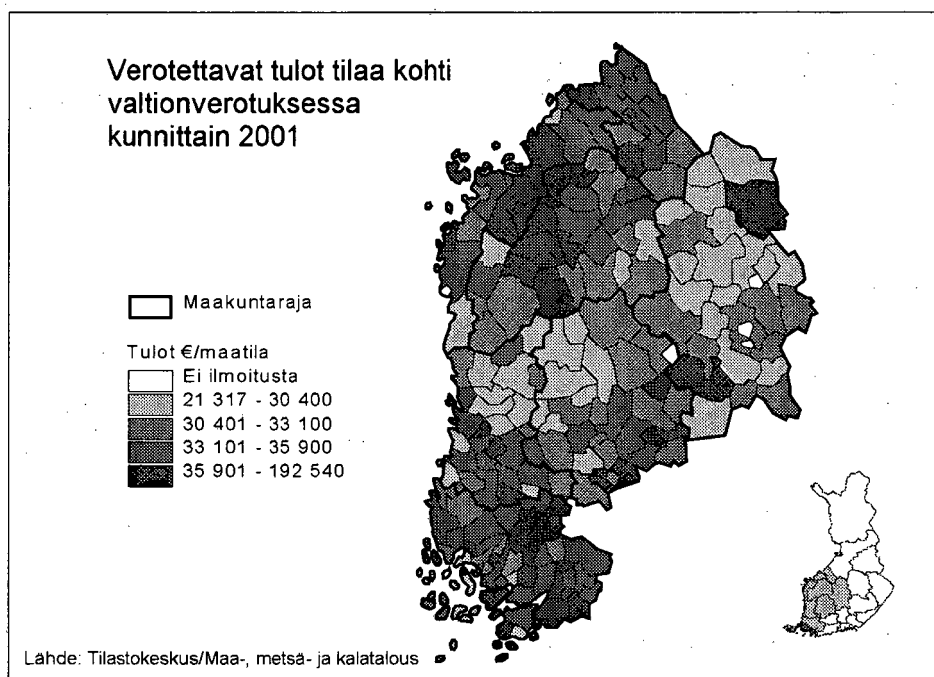 Verotettavat tulot tilaa kohti
valtionverotuksessa
kunnittain 2001
Maakuntaraja
Tulot €/maatila
Ei ilmoitusta
21 317 - 30 400
30 401 - 33 100
33 101 - 35 900
35 901 - 192 540
Lähde: Tilastokeskus/Maa-, metsä- ja kalatalous